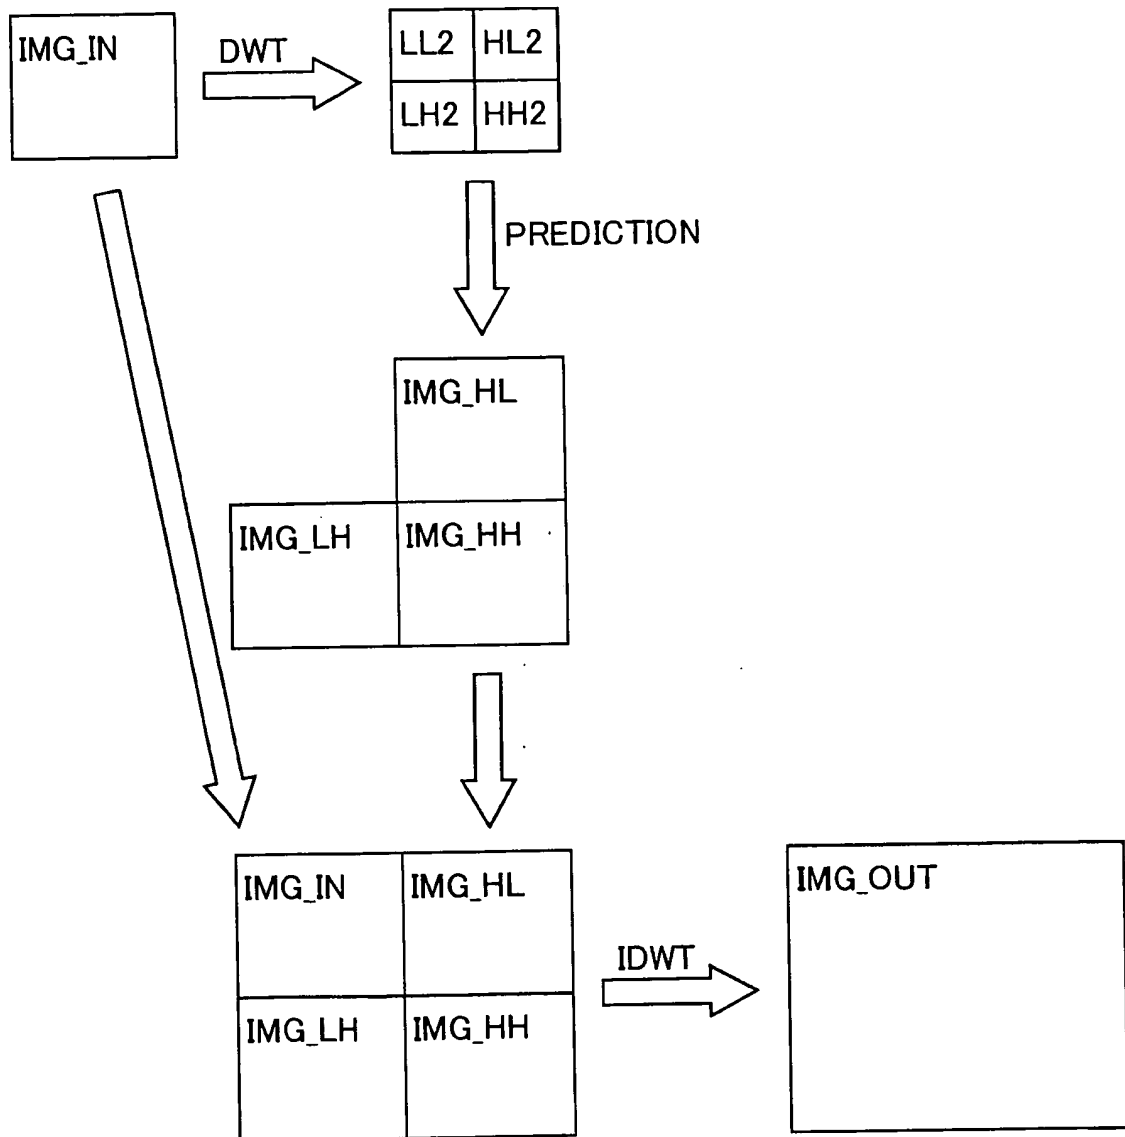 IMG_IN
DWT
LL2 HL2
LH2 HH2
PREDICTION
IMG_HL
IMG_LH IMG_HH
IMG_IN IMG_HL
IMG_LH IMG_HH
IDWT
IMG_OUT